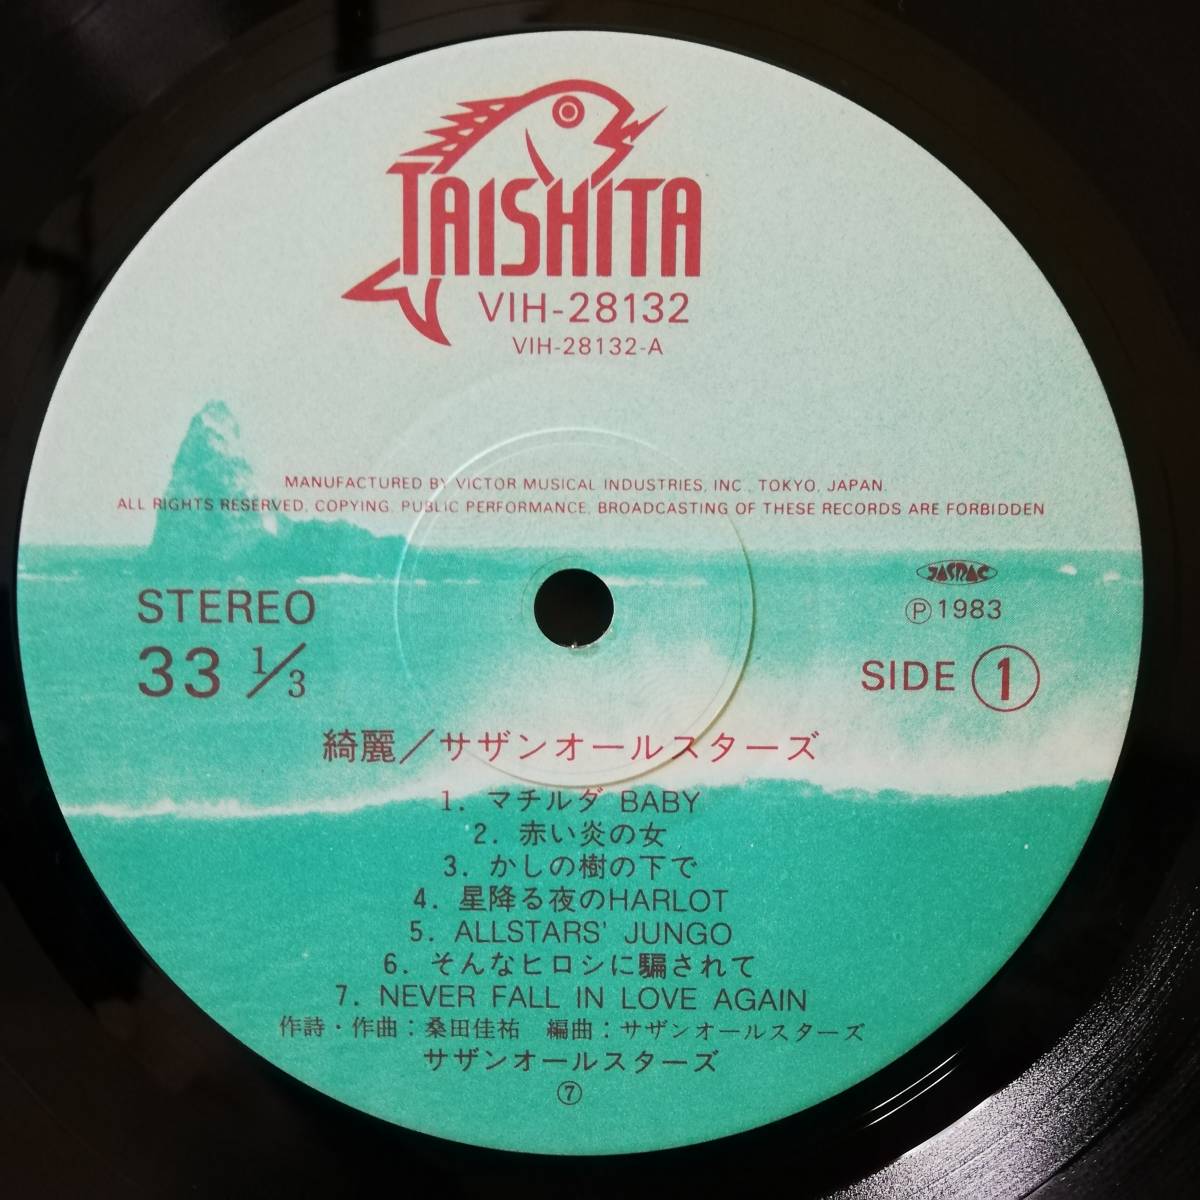 TAISHITA
VIH-28132
VIH-28132-A
MANUFACTURED BY VICTOR MUSICAL INDUSTRIES, INC., TOKYO, JAPAN.
ALL RIGHTS RESERVED. COPYING, PUBLIC PERFORMANCE, BROADCASTING OF THESE RECORDS ARE FORBIDDEN
JASRAC
STEREO
Ⓟ1983
33 1/3
SIDE ①
綺麗/サザンオールスターズ
1. マチルダ BABY
2. 赤い炎の女
3. かしの樹の下で
4. 星降る夜のHARLOT
5. ALLSTARS' JUNGO
6. そんなヒロシに騙されて
7. NEVER FALL IN LOVE AGAIN
作詩・作曲：桑田佳祐 編曲：サザンオールスターズ
サザンオールスターズ
⑦